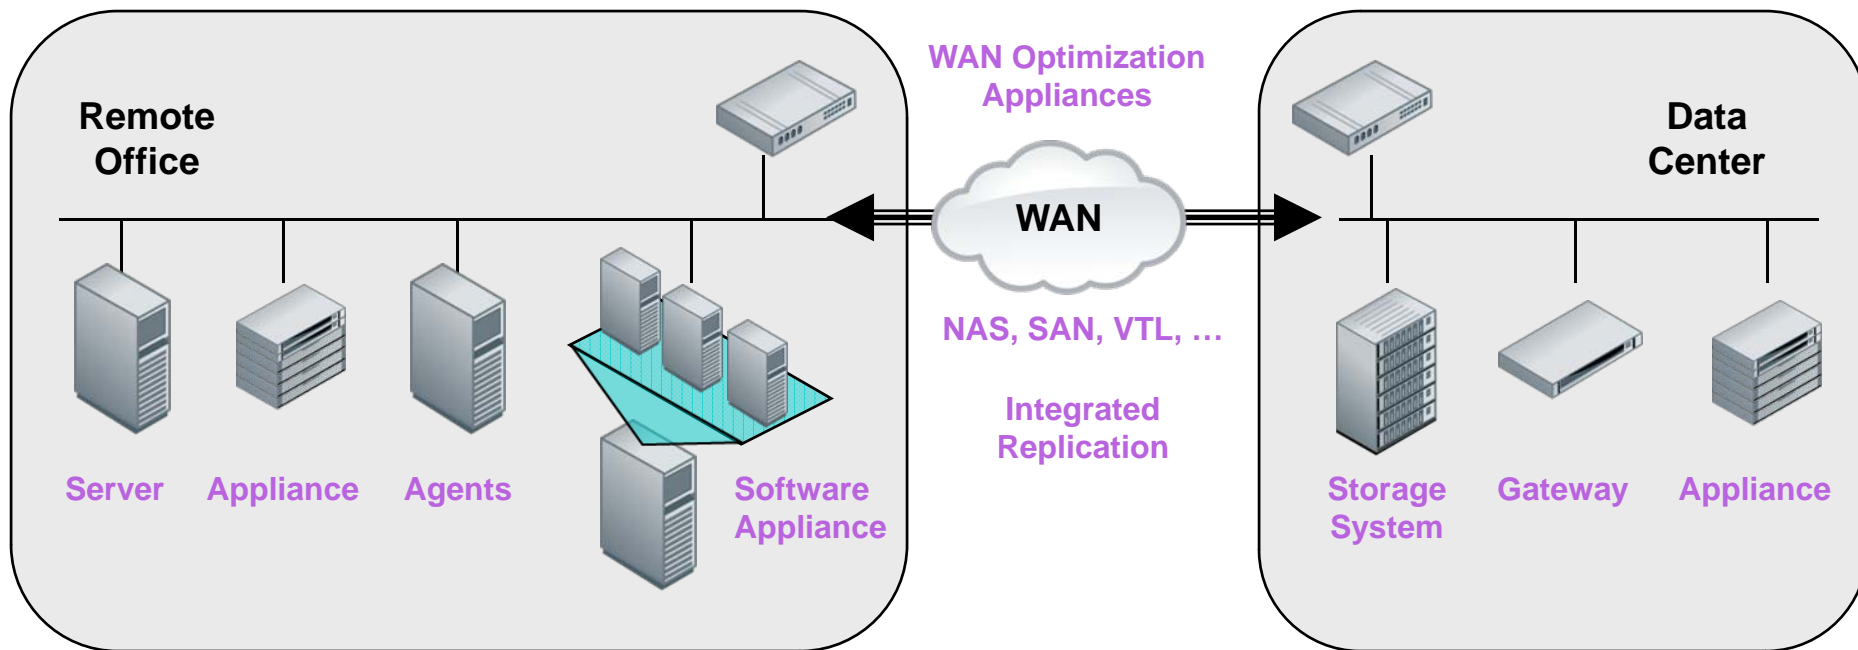 Remote
Office
WAN Optimization
Appliances
Data
Center
WAN
NAS, SAN, VTL, …
Integrated
Replication
Server
Appliance
Agents
Software
Appliance
Storage
System
Gateway
Appliance